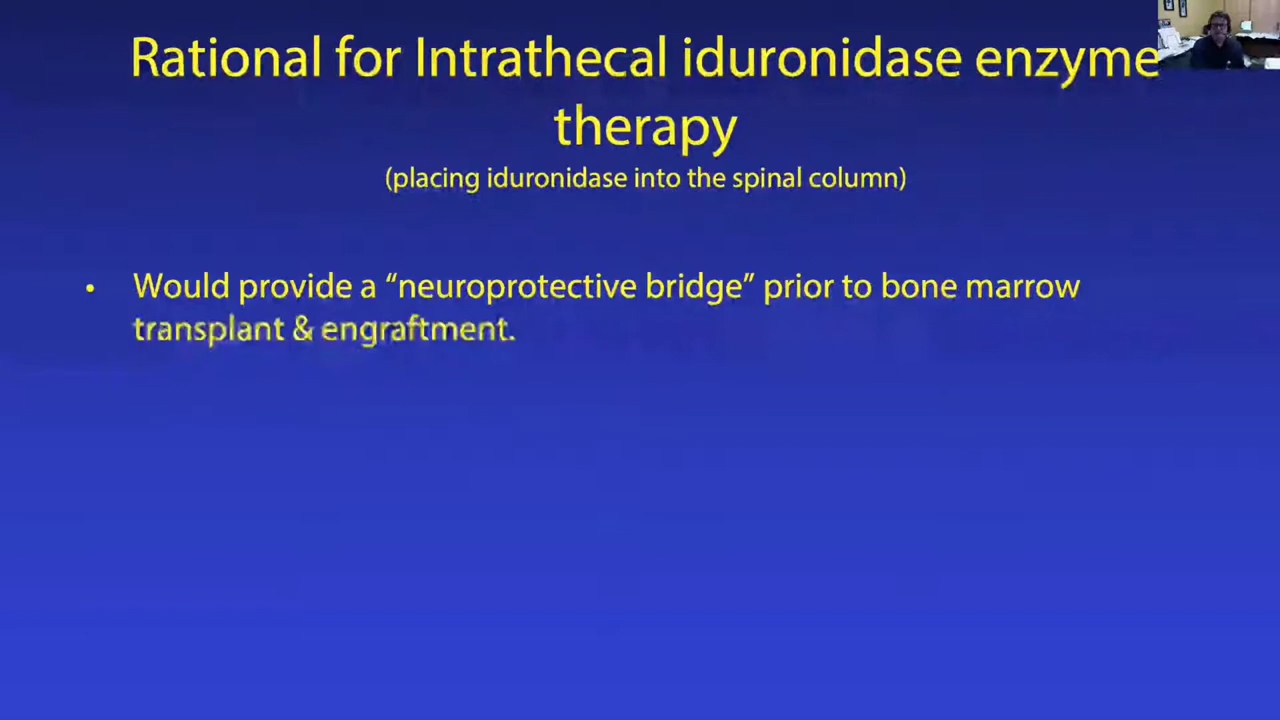 Rational for Intrathecal iduronidase enzyme
therapy
(placing iduronidase into the spinal column)
• Would provide a “neuroprotective bridge” prior to bone marrow
transplant & engraftment.